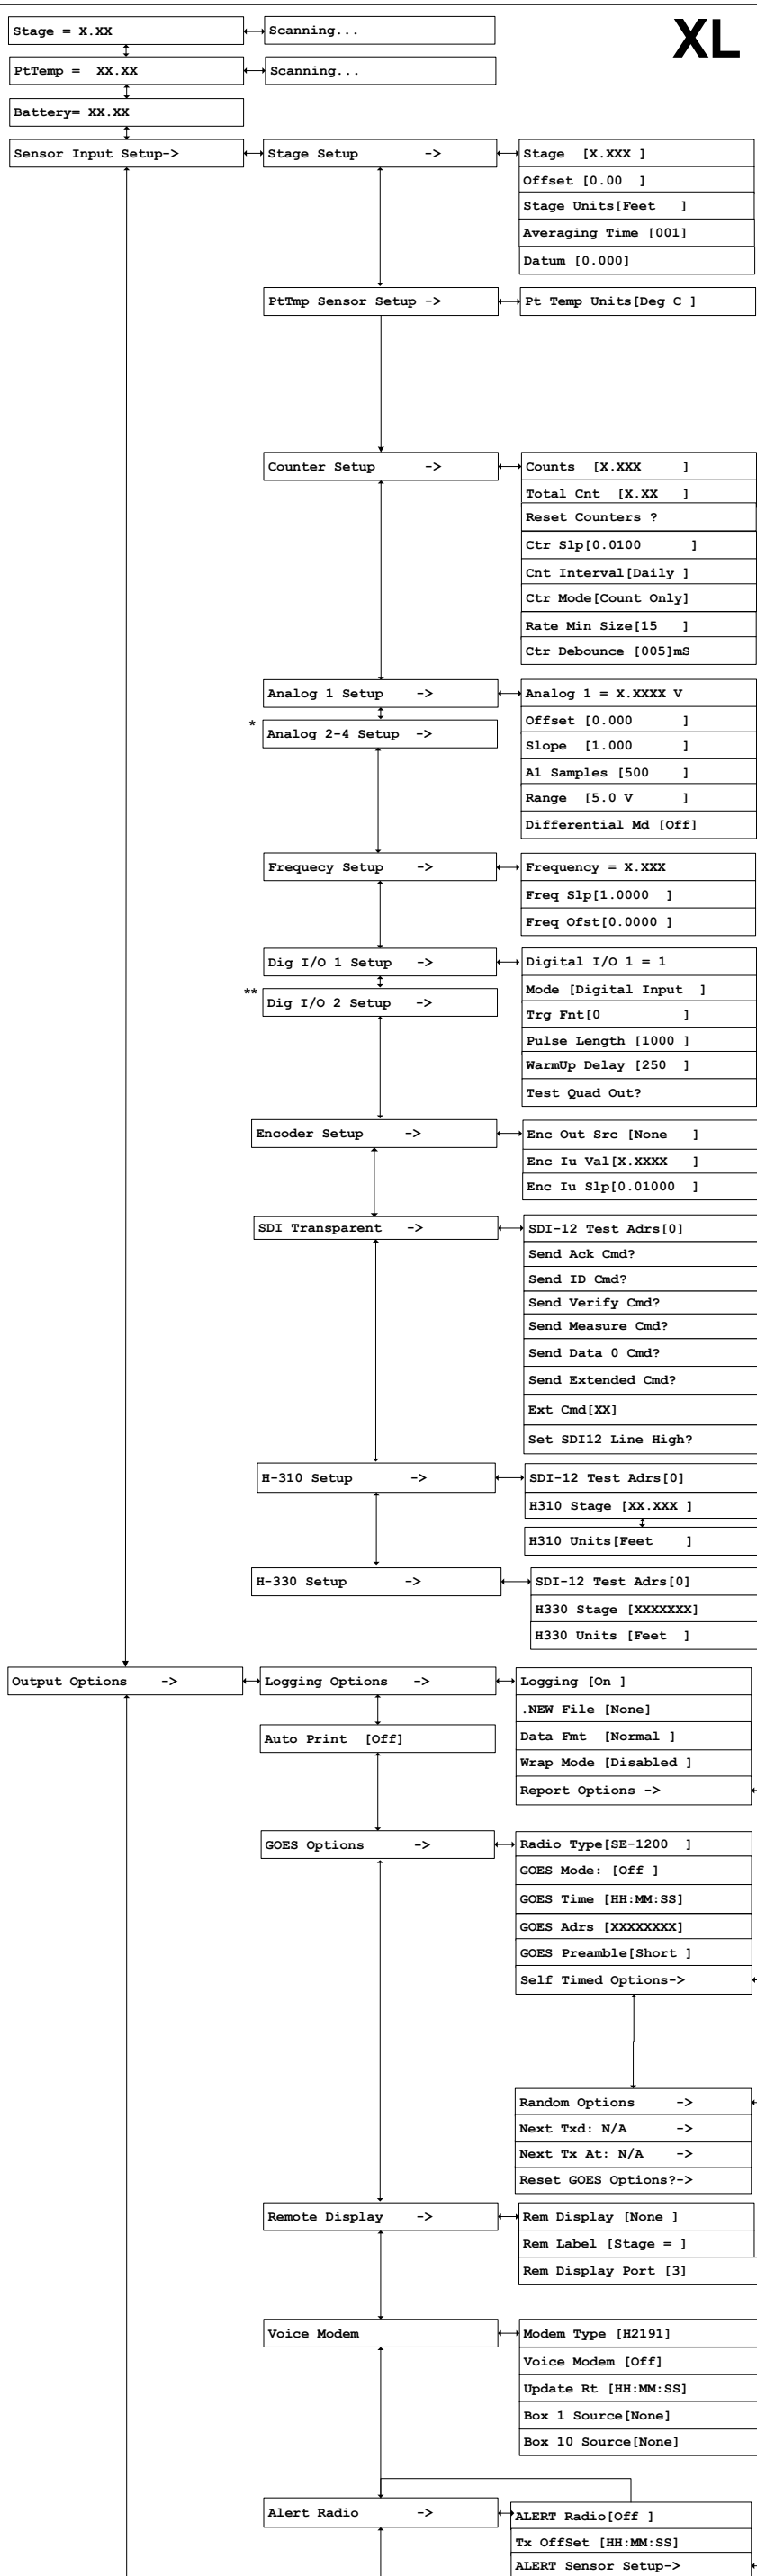 XL
Stage = X.XX
Scanning...
PtTemp =  XX.XX
Scanning...
Battery= XX.XX
Sensor Input Setup->
Stage Setup        ->
Stage  [X.XXX ]
Offset [0.00  ]
Stage Units[Feet   ]
Averaging Time [001]
Datum [0.000]
PtTmp Sensor Setup ->
Pt Temp Units[Deg C ]
Counter Setup      ->
Counts  [X.XXX     ]
Total Cnt  [X.XX   ]
Reset Counters ?
Ctr Slp[0.0100     ]
Cnt Interval[Daily ]
Ctr Mode[Count Only]
Rate Min Size[15   ]
Ctr Debounce [005]mS
Analog 1 Setup     ->
Analog 1 = X.XXXX V
* Analog 2-4 Setup  ->
Offset [0.000      ]
Slope  [1.000      ]
A1 Samples [500    ]
Range  [5.0 V      ]
Differential Md [Off]
Frequecy Setup     ->
Frequency = X.XXX
Freq Slp[1.0000  ]
Freq Ofst[0.0000 ]
Dig I/O 1 Setup    ->
Digital I/O 1 = 1
** Dig I/O 2 Setup    ->
Mode [Digital Input  ]
Trg Fnt[0          ]
Pulse Length [1000 ]
WarmUp Delay [250  ]
Test Quad Out?
Encoder Setup      ->
Enc Out Src [None   ]
Enc Iu Val[X.XXXX   ]
Enc Iu Slp[0.01000  ]
SDI Transparent    ->
SDI-12 Test Adrs[0]
Send Ack Cmd?
Send ID Cmd?
Send Verify Cmd?
Send Measure Cmd?
Send Data 0 Cmd?
Send Extended Cmd?
Ext Cmd[XX]
Set SDI12 Line High?
H-310 Setup        ->
SDI-12 Test Adrs[0]
H310 Stage [XX.XXX ]
H310 Units[Feet    ]
H-330 Setup        ->
SDI-12 Test Adrs[0]
H330 Stage [XXXXXXX]
H330 Units [Feet  ]
Output Options     ->
Logging Options    ->
Logging [On ]
.NEW File [None]
Auto Print  [Off]
Data Fmt  [Normal ]
Wrap Mode [Disabled ]
Report Options ->
GOES Options       ->
Radio Type[SE-1200  ]
GOES Mode: [Off ]
GOES Time [HH:MM:SS]
GOES Adrs [XXXXXXXX]
GOES Preamble[Short ]
Self Timed Options->
Random Options     ->
Next Txd: N/A      ->
Next Tx At: N/A    ->
Reset GOES Options?->
Remote Display     ->
Rem Display [None ]
Rem Label [Stage = ]
Rem Display Port [3]
Voice Modem
Modem Type [H2191]
Voice Modem [Off]
Update Rt [HH:MM:SS]
Box 1 Source[None]
Box 10 Source[None]
Alert Radio        ->
ALERT Radio[Off ]
Tx OffSet [HH:MM:SS]
ALERT Sensor Setup->